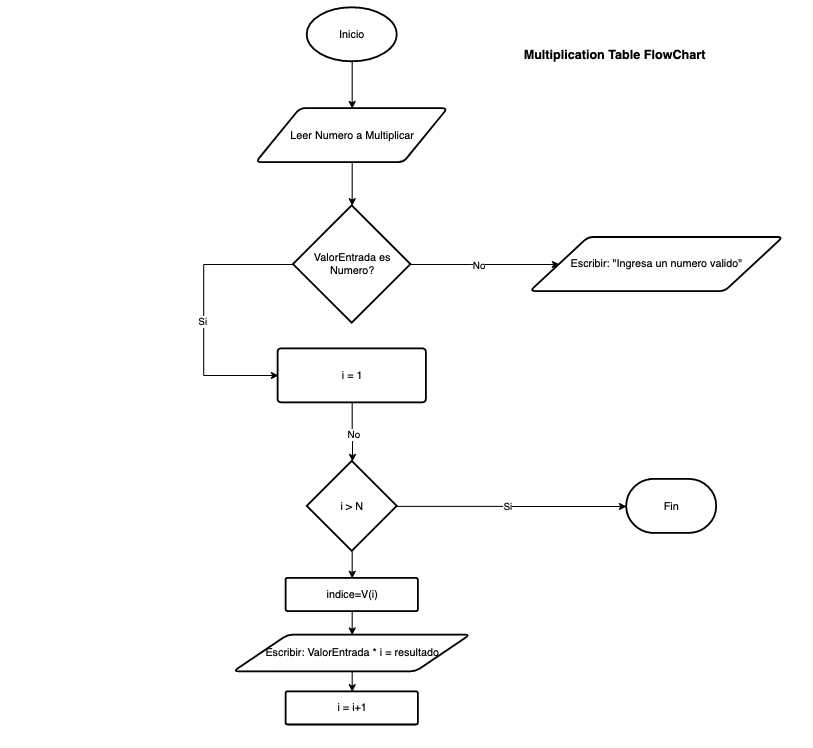 Inicio
Multiplication Table FlowChart
Leer Numero a Multiplicar
ValorEntrada es
Numero?
No
Escribir: "Ingresa un numero valido"
Si
i = 1
No
i > N
Si
Fin
indice=V(i)
Escribir: ValorEntrada * i = resultado
i = i+1